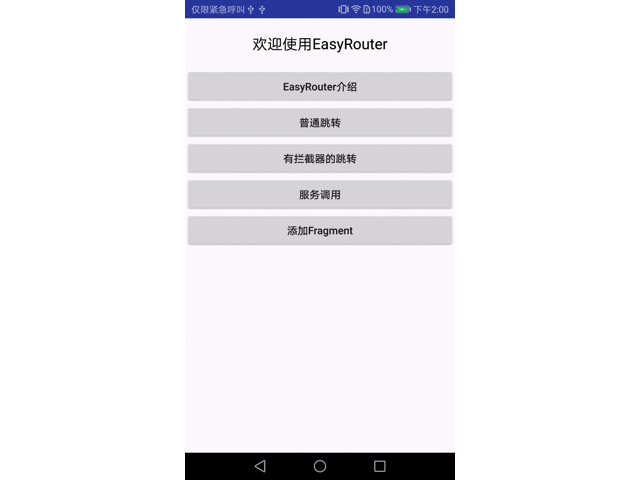 仅限紧急呼叫 100% 下午2:00
欢迎使用EasyRouter
EasyRouter介绍
普通跳转
有拦截器的跳转
服务调用
添加Fragment